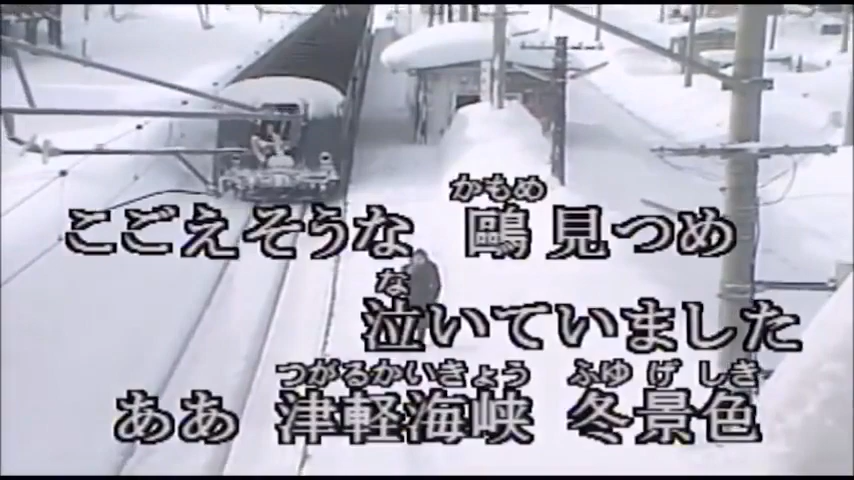 かもめ
こごえそうな 鷗見つめ
な
泣いていました
つがるかいきょう ふゆげしき
ああ 津軽海峡 冬景色